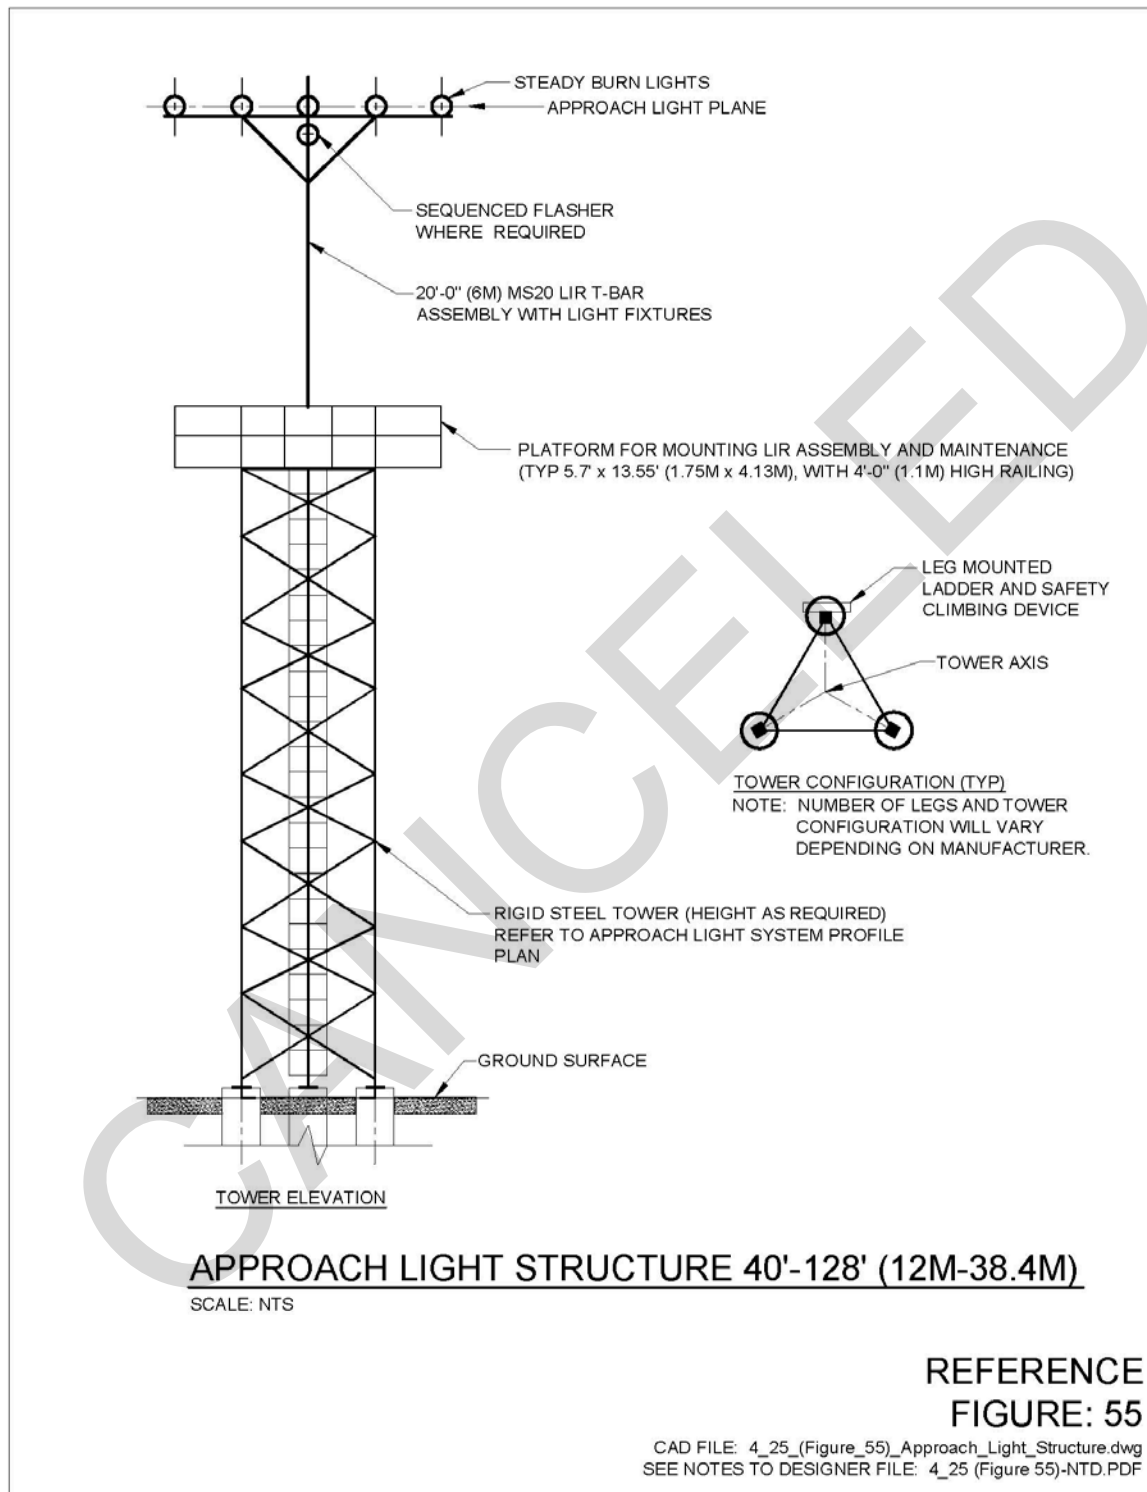 STEADY BURN LIGHTS
APPROACH LIGHT PLANE
SEQUENCED FLASHER
WHERE REQUIRED
20'-0" (6M) MS20 LIR T-BAR
ASSEMBLY WITH LIGHT FIXTURES
PLATFORM FOR MOUNTING LIR ASSEMBLY AND MAINTENANCE
(TYP 5.7' x 13.55' (1.75M x 4.13M), WITH 4'-0" (1.1M) HIGH RAILING)
LEG MOUNTED
LADDER AND SAFETY
CLIMBING DEVICE
TOWER AXIS
TOWER CONFIGURATION (TYP)
NOTE: NUMBER OF LEGS AND TOWER
CONFIGURATION WILL VARY
DEPENDING ON MANUFACTURER.
RIGID STEEL TOWER (HEIGHT AS REQUIRED)
REFER TO APPROACH LIGHT SYSTEM PROFILE
PLAN
GROUND SURFACE
TOWER ELEVATION
APPROACH LIGHT STRUCTURE 40'-128' (12M-38.4M)
SCALE: NTS
REFERENCE
FIGURE: 55
CAD FILE: 4_25_(Figure_55)_Approach_Light_Structure.dwg
SEE NOTES TO DESIGNER FILE: 4_25 (Figure 55)-NTD.PDF
CANCELED